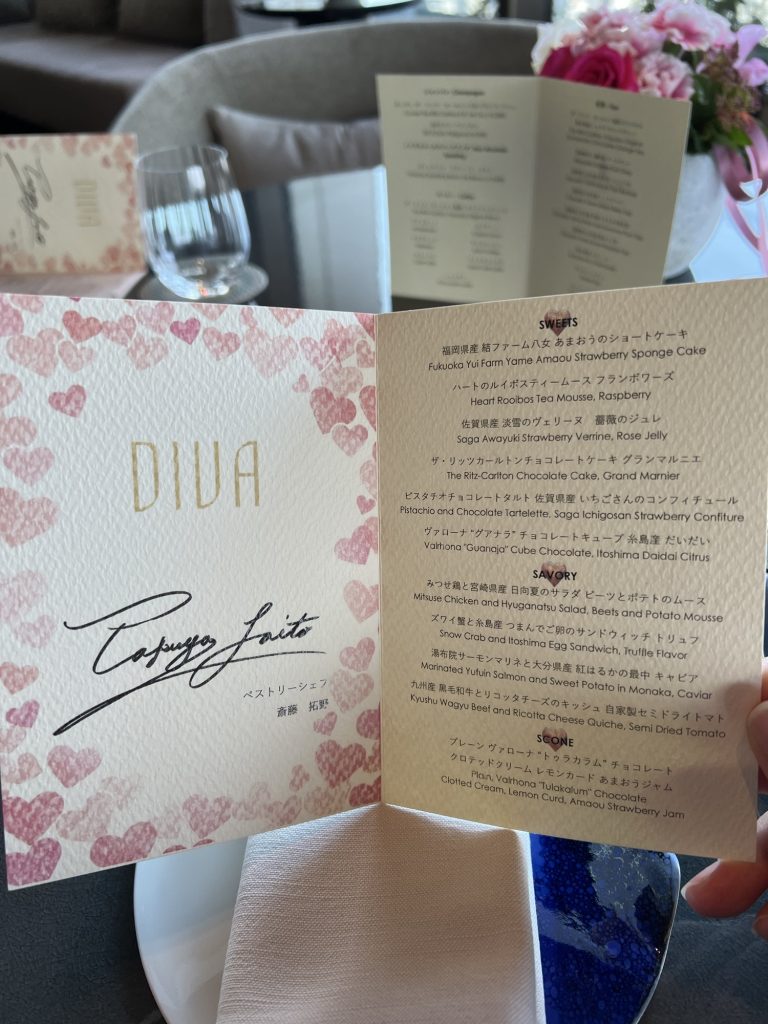 DIVA
Takuya Saito
ペストリーシェフ
斎藤 拓野
SWEETS
福岡県産 結ファーム八女 あまおうのショートケーキ
Fukuoka Yui Farm Yame Amaou Strawberry Sponge Cake
ハートのルイボスティームース フランボワーズ
Heart Rooibos Tea Mousse, Raspberry
佐賀県産 淡雪のヴェリーヌ 薔薇のジュレ
Saga Awayuki Strawberry Verrine, Rose Jelly
ザ・リッツカールトンチョコレートケーキ グランマルニエ
The Ritz-Carlton Chocolate Cake, Grand Marnier
ピスタチオチョコレートタルト 佐賀県産 いちごさんのコンフィチュール
Pistachio and Chocolate Tartelette, Saga Ichigosan Strawberry Confiture
ヴァローナ "グアナラ" チョコレートキューブ 糸島産 だいだい
Valrhona "Guanaja" Cube Chocolate, Itoshima Daidai Citrus
SAVORY
みつせ鶏と宮崎県産 日向夏のサラダ ビーツとポテトのムース
Mitsuse Chicken and Hyuganatsu Salad, Beets and Potato Mousse
ズワイ蟹と糸島産 つまんでご卵のサンドウィッチ トリュフ
Snow Crab and Itoshima Egg Sandwich, Truffle Flavor
湯布院サーモンマリネと大分県産 紅はるかの最中 キャビア
Marinated Yufuin Salmon and Sweet Potato in Monaka, Caviar
九州産 黒毛和牛とリコッタチーズのキッシュ 自家製セミドライトマト
Kyushu Wagyu Beef and Ricotta Cheese Quiche, Semi Dried Tomato
SCONE
プレーン ヴァローナ "トゥラカラム" チョコレート
クロテッドクリーム レモンカード あまおうジャム
Plain, Valrhona "Tulakalum" Chocolate
Clotted Cream, Lemon Curd, Amaou Strawberry Jam
DIVA